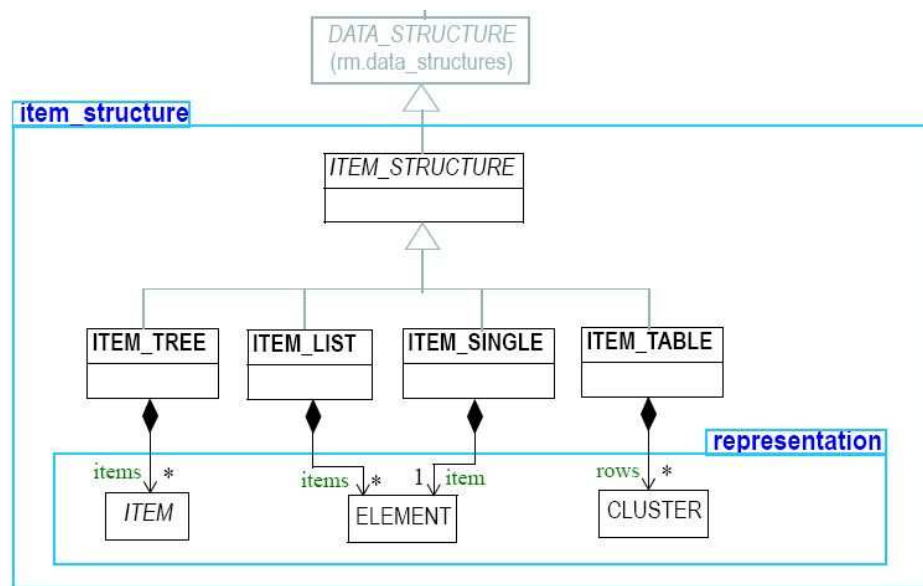 DATA_STRUCTURE
(rm.data_structures)
item_structure
ITEM_STRUCTURE
ITEM_TREE
ITEM_LIST
ITEM_SINGLE
ITEM_TABLE
representation
items *
items *
1 item
rows *
ITEM
ELEMENT
CLUSTER